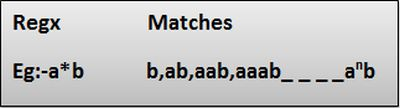 Regx Matches
Eg:-a*b b,ab,aab,aaab_ _ _ _aⁿb